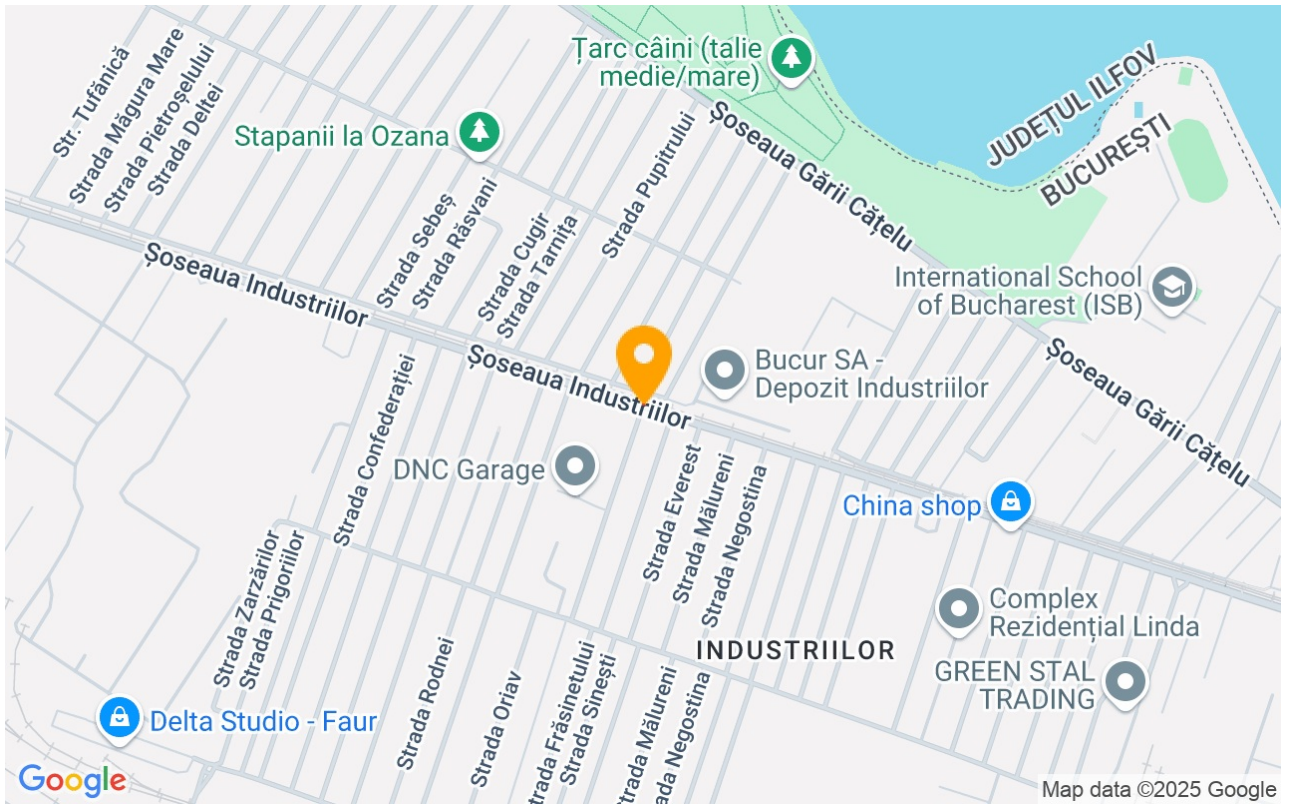 Țarc câini (talie
medie/mare)
JUDEȚUL ILFOV
BUCUREȘTI
Str. Tufănică
Strada Măgura Mare
Strada Pietroșelului
Strada Deltei
Stapanii la Ozana
Strada Pupitrului
Șoseaua Gării Cățelu
Strada Sebeș
Strada Răsvani
Strada Cugir
Strada Tarnița
Șoseaua Industriilor
International School
of Bucharest (ISB)
Șoseaua Industriilor
Bucur SA -
Depozit Industriilor
Șoseaua Gării Cățelu
Strada Confederației
DNC Garage
Strada Everest
Strada Mălureni
Strada Negostina
China shop
Strada Zarzărilor
Strada Prigoriilor
Complex
Rezidențial Linda
INDUSTRIILOR
GREEN STAL
TRADING
Strada Rodnei
Strada Oriav
trada Frăsinetului
Strada Sinești
trada Mălureni
ada Negostina
Delta Studio - Faur
Google
Map data ©2025 Google